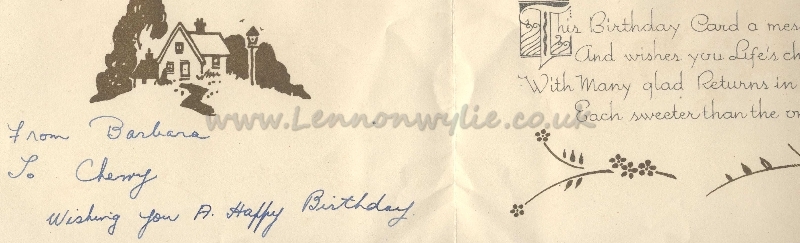 From Barbara
To Cherry
Wishing you A. Happy Birthday.
This Birthday Card a mes
And wishes you Life's ch
With Many glad Returns in
Each sweeter than the on
www.Lennonwylie.co.uk